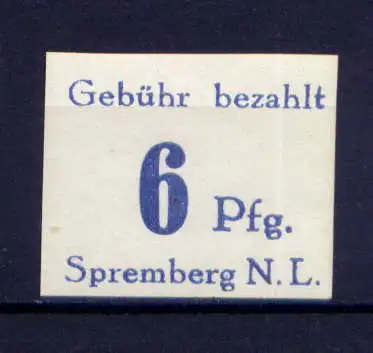 Gebühr bezahlt
6 Pfg.
Spremberg N. L.